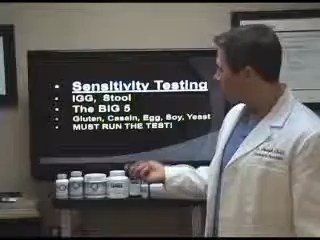 Sensitivity Testing
IGG, Stool
The BIG 5
Gluten, Casein, Egg, Soy, Yeast
MUST RUN THE TEST!